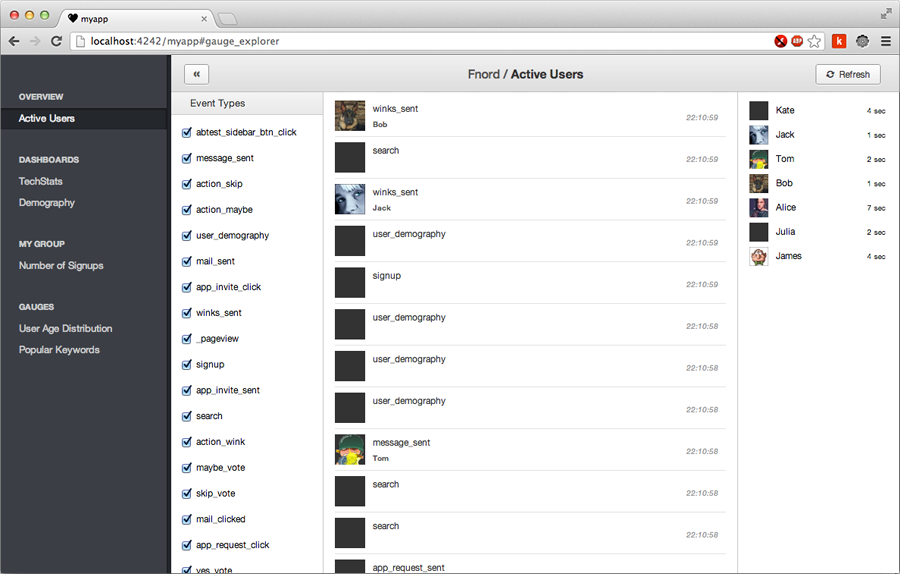 myapp
localhost:4242/myapp#gauge_explorer
ABP
k
«
Fnord / Active Users
Refresh
OVERVIEW
Active Users
DASHBOARDS
TechStats
Demography
MY GROUP
Number of Signups
GAUGES
User Age Distribution
Popular Keywords
Event Types
abtest_sidebar_btn_click
message_sent
action_skip
action_maybe
user_demography
mail_sent
app_invite_click
winks_sent
_pageview
signup
app_invite_sent
search
action_wink
maybe_vote
skip_vote
mail_clicked
app_request_click
yes_vote
winks_sent
Bob
22:10:59
search
22:10:59
winks_sent
Jack
22:10:59
user_demography
22:10:59
signup
22:10:59
user_demography
22:10:58
user_demography
22:10:58
user_demography
22:10:58
message_sent
Tom
22:10:58
search
22:10:58
search
22:10:58
app_request_sent
Kate 4 sec
Jack 1 sec
Tom 2 sec
Bob 1 sec
Alice 7 sec
Julia 2 sec
James 4 sec